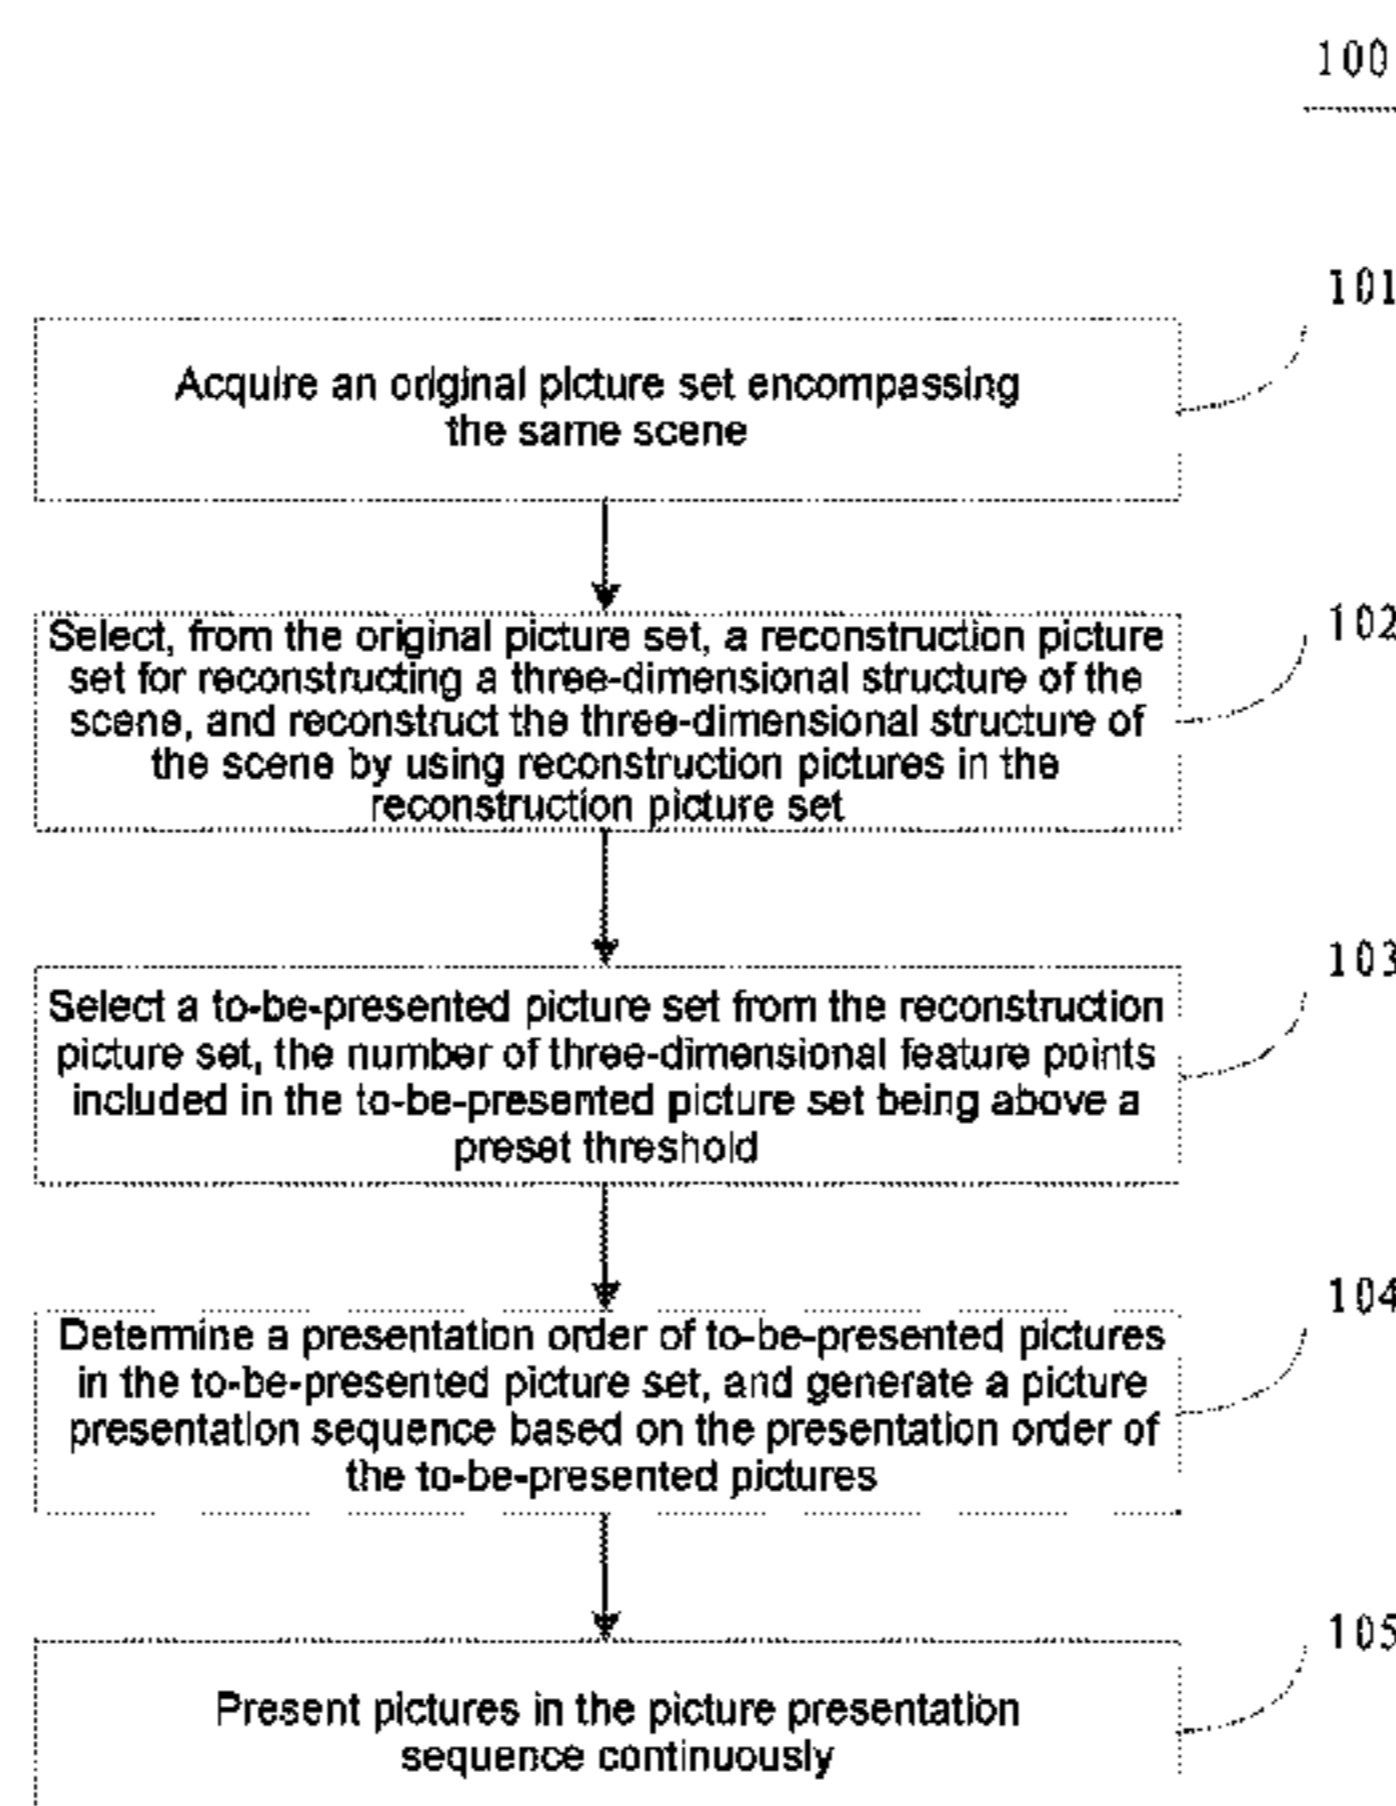 100
101
Acquire an original picture set encompassing
the same scene
102
Select, from the original picture set, a reconstruction picture
set for reconstructing a three-dimensional structure of the
scene, and reconstruct the three-dimensional structure of
the scene by using reconstruction pictures in the
reconstruction picture set
103
Select a to-be-presented picture set from the reconstruction
picture set, the number of three-dimensional feature points
included in the to-be-presented picture set being above a
preset threshold
104
Determine a presentation order of to-be-presented pictures
in the to-be-presented picture set, and generate a picture
presentation sequence based on the presentation order of
the to-be-presented pictures
105
Present pictures in the picture presentation
sequence continuously